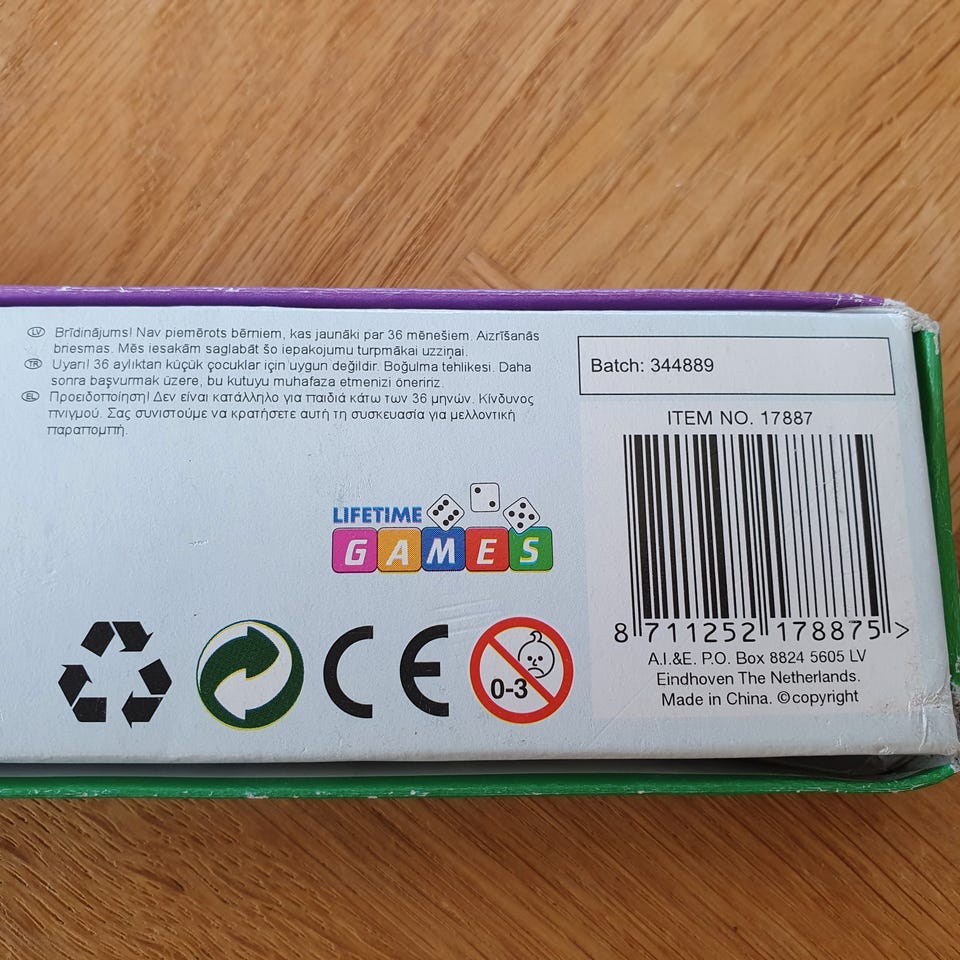 LV Brīdinājums! Nav piemērots bērniem, kas jaunāki par 36 mēnešiem. Aizrīšanās
briesmas. Mēs iesakām saglabāt šo iepakojumu turpmākai uzziņai.
TR Uyarı! 36 aylıktan küçük çocuklar için uygun değildir. Boğulma tehlikesi. Daha
sonra başvurmak üzere, bu kutuyu muhafaza etmenizi öneririz.
EL Προειδοποίηση! Δεν είναι κατάλληλο για παιδιά κάτω των 36 μηνών. Κίνδυνος
πνιγμού. Σας συνιστούμε να κρατήσετε αυτή τη συσκευασία για μελλοντική
παραπομπή.
Batch: 344889
ITEM NO. 17887
8 711252 178875 >
A.I.&E. P.O. Box 8824 5605 LV
Eindhoven The Netherlands.
Made in China. ©copyright
LIFETIME
GAMES
CE
0-3